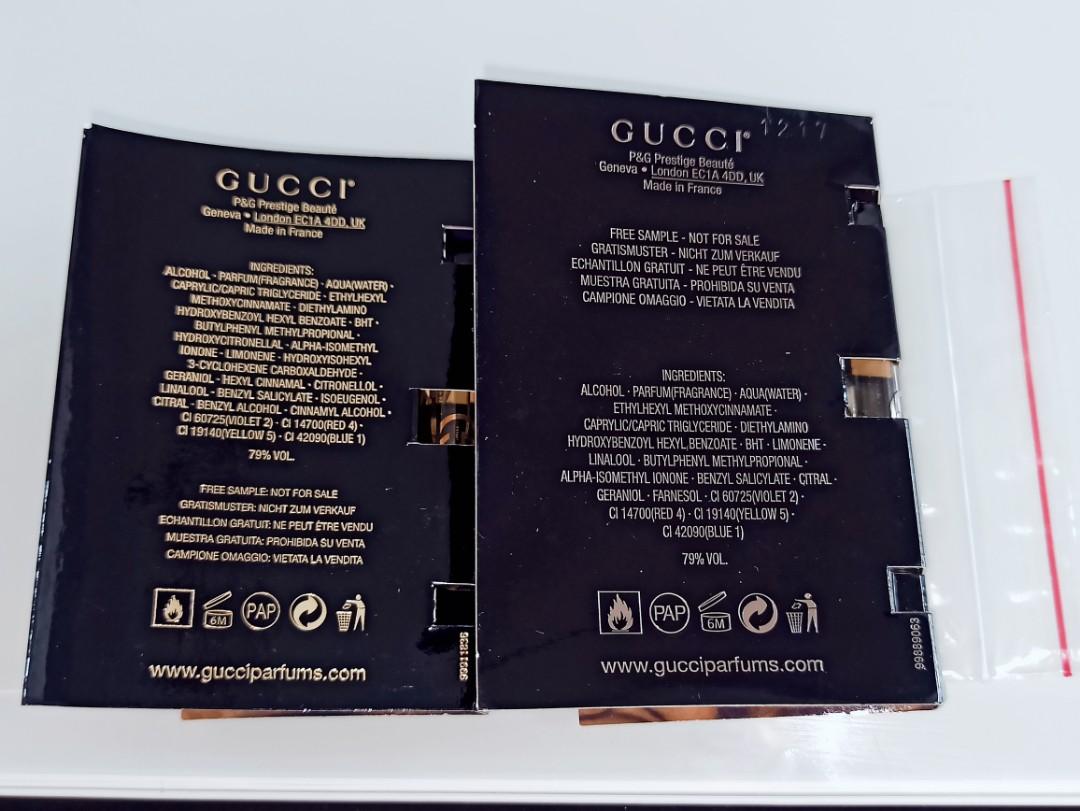 GUCCI®
P&G Prestige Beauté
Geneva • London EC1A 4DD, UK
Made in France
INGREDIENTS:
ALCOHOL · PARFUM(FRAGRANCE) · AQUA(WATER) ·
CAPRYLIC/CAPRIC TRIGLYCERIDE · ETHYLHEXYL
METHOXYCINNAMATE · DIETHYLAMINO
HYDROXYBENZOYL HEXYL BENZOATE · BHT ·
BUTYLPHENYL METHYLPROPIONAL ·
HYDROXYCITRONELLAL · ALPHA-ISOMETHYL
IONONE · LIMONENE · HYDROXYISOHEXYL
3-CYCLOHEXENE CARBOXALDEHYDE ·
GERANIOL · HEXYL CINNAMAL · CITRONELLOL ·
LINALOOL · BENZYL SALICYLATE · ISOEUGENOL ·
CITRAL · BENZYL ALCOHOL · CINNAMYL ALCOHOL ·
CI 60725(VIOLET 2) · CI 14700(RED 4) ·
CI 19140(YELLOW 5) · CI 42090(BLUE 1)
79% VOL.
FREE SAMPLE: NOT FOR SALE
GRATISMUSTER: NICHT ZUM VERKAUF
ECHANTILLON GRATUIT: NE PEUT ÊTRE VENDU
MUESTRA GRATUITA: PROHIBIDA SU VENTA
CAMPIONE OMAGGIO: VIETATA LA VENDITA
6M
PAP
www.gucciparfums.com
99911836
GUCCI®
1217
P&G Prestige Beauté
Geneva • London EC1A 4DD, UK
Made in France
FREE SAMPLE - NOT FOR SALE
GRATISMUSTER - NICHT ZUM VERKAUF
ECHANTILLON GRATUIT - NE PEUT ÊTRE VENDU
MUESTRA GRATUITA - PROHIBIDA SU VENTA
CAMPIONE OMAGGIO - VIETATA LA VENDITA
INGREDIENTS:
ALCOHOL · PARFUM(FRAGRANCE) · AQUA(WATER) ·
ETHYLHEXYL METHOXYCINNAMATE ·
CAPRYLIC/CAPRIC TRIGLYCERIDE · DIETHYLAMINO
HYDROXYBENZOYL HEXYL BENZOATE · BHT · LIMONENE ·
LINALOOL · BUTYLPHENYL METHYLPROPIONAL ·
ALPHA-ISOMETHYL IONONE · BENZYL SALICYLATE · CITRAL ·
GERANIOL · FARNESOL · CI 60725(VIOLET 2) ·
CI 14700(RED 4) · CI 19140(YELLOW 5) ·
CI 42090(BLUE 1)
79% VOL.
PAP
6M
www.gucciparfums.com
99889063